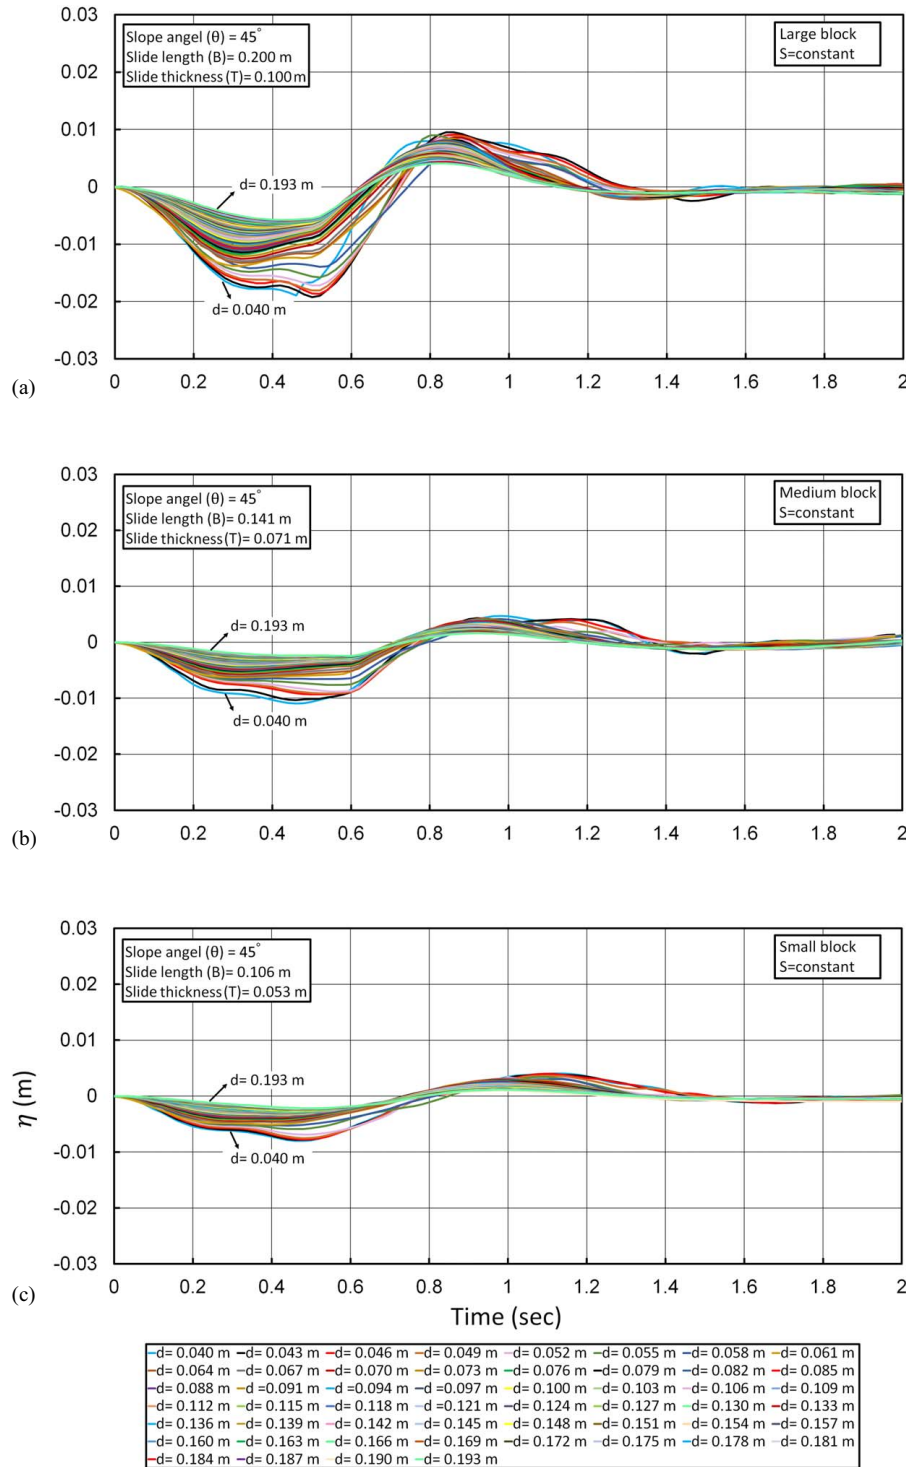 0.03
Slope angel (θ) = 45°
Slide length (B)= 0.200 m
Slide thickness(T)= 0.100 m
Large block
S=constant
0.02
0.01
d= 0.193 m
0
-0.01
d= 0.040 m
-0.02
-0.03
(a)
0 0.2 0.4 0.6 0.8 1 1.2 1.4 1.6 1.8 2
0.03
Slope angel (θ) = 45°
Slide length (B)= 0.141 m
Slide thickness(T)= 0.071 m
Medium block
S=constant
0.02
0.01
d= 0.193 m
0
-0.01
d= 0.040 m
-0.02
-0.03
(b)
0 0.2 0.4 0.6 0.8 1 1.2 1.4 1.6 1.8 2
0.03
Slope angel (θ) = 45°
Slide length (B)= 0.106 m
Slide thickness(T)= 0.053 m
Small block
S=constant
0.02
0.01
d= 0.193 m
0
η (m)
-0.01
d= 0.040 m
-0.02
-0.03
(c)
0 0.2 0.4 0.6 0.8 1 1.2 1.4 1.6 1.8 2
Time (sec)
d= 0.040 m d= 0.043 m d= 0.046 m d= 0.049 m d= 0.052 m d= 0.055 m d= 0.058 m d= 0.061 m
d= 0.064 m d= 0.067 m d= 0.070 m d= 0.073 m d= 0.076 m d= 0.079 m d= 0.082 m d= 0.085 m
d= 0.088 m d =0.091 m d= 0.094 m d =0.097 m d= 0.100 m d= 0.103 m d= 0.106 m d= 0.109 m
d= 0.112 m d= 0.115 m d= 0.118 m d =0.121 m d= 0.124 m d= 0.127 m d= 0.130 m d= 0.133 m
d= 0.136 m d= 0.139 m d= 0.142 m d= 0.145 m d= 0.148 m d= 0.151 m d= 0.154 m d= 0.157 m
d= 0.160 m d= 0.163 m d= 0.166 m d= 0.169 m d= 0.172 m d= 0.175 m d= 0.178 m d= 0.181 m
d= 0.184 m d= 0.187 m d= 0.190 m d= 0.193 m